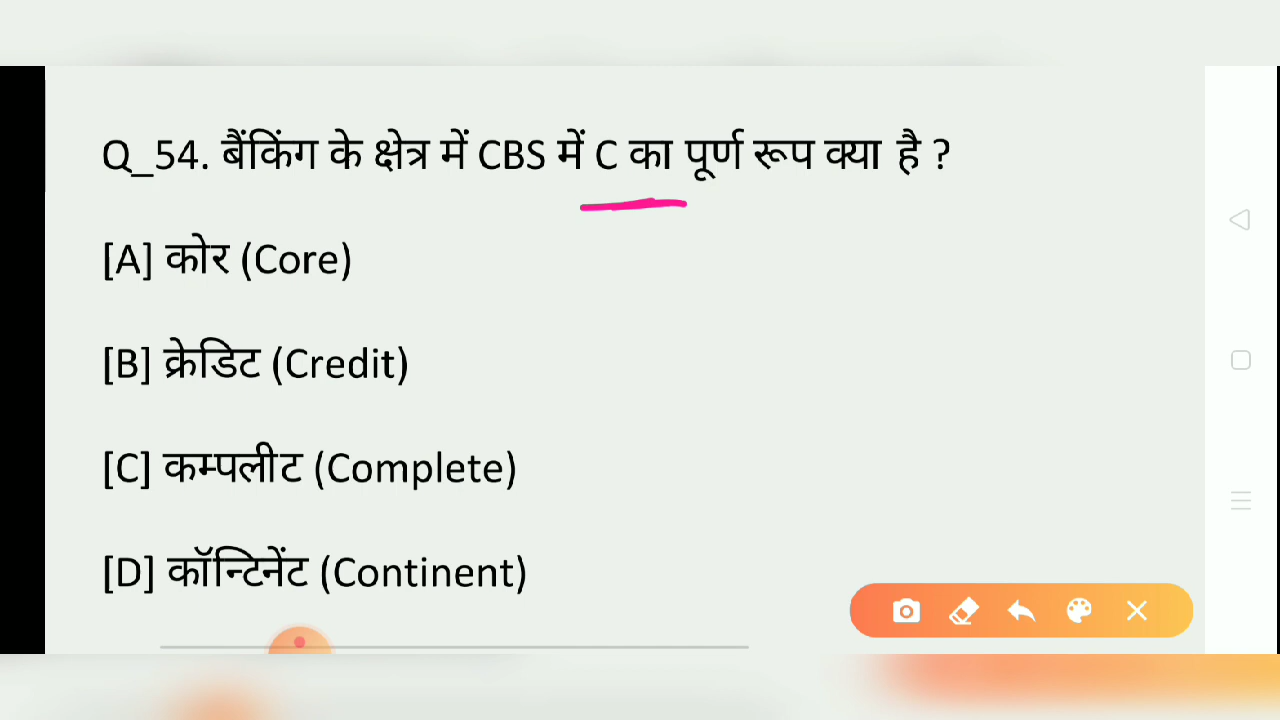 Q_54. बैंकिंग के क्षेत्र में CBS में C का पूर्ण रूप क्या है ?
[A] कोर (Core)
[B] क्रेडिट (Credit)
[C] कम्पलीट (Complete)
[D] कॉन्टिनेंट (Continent)